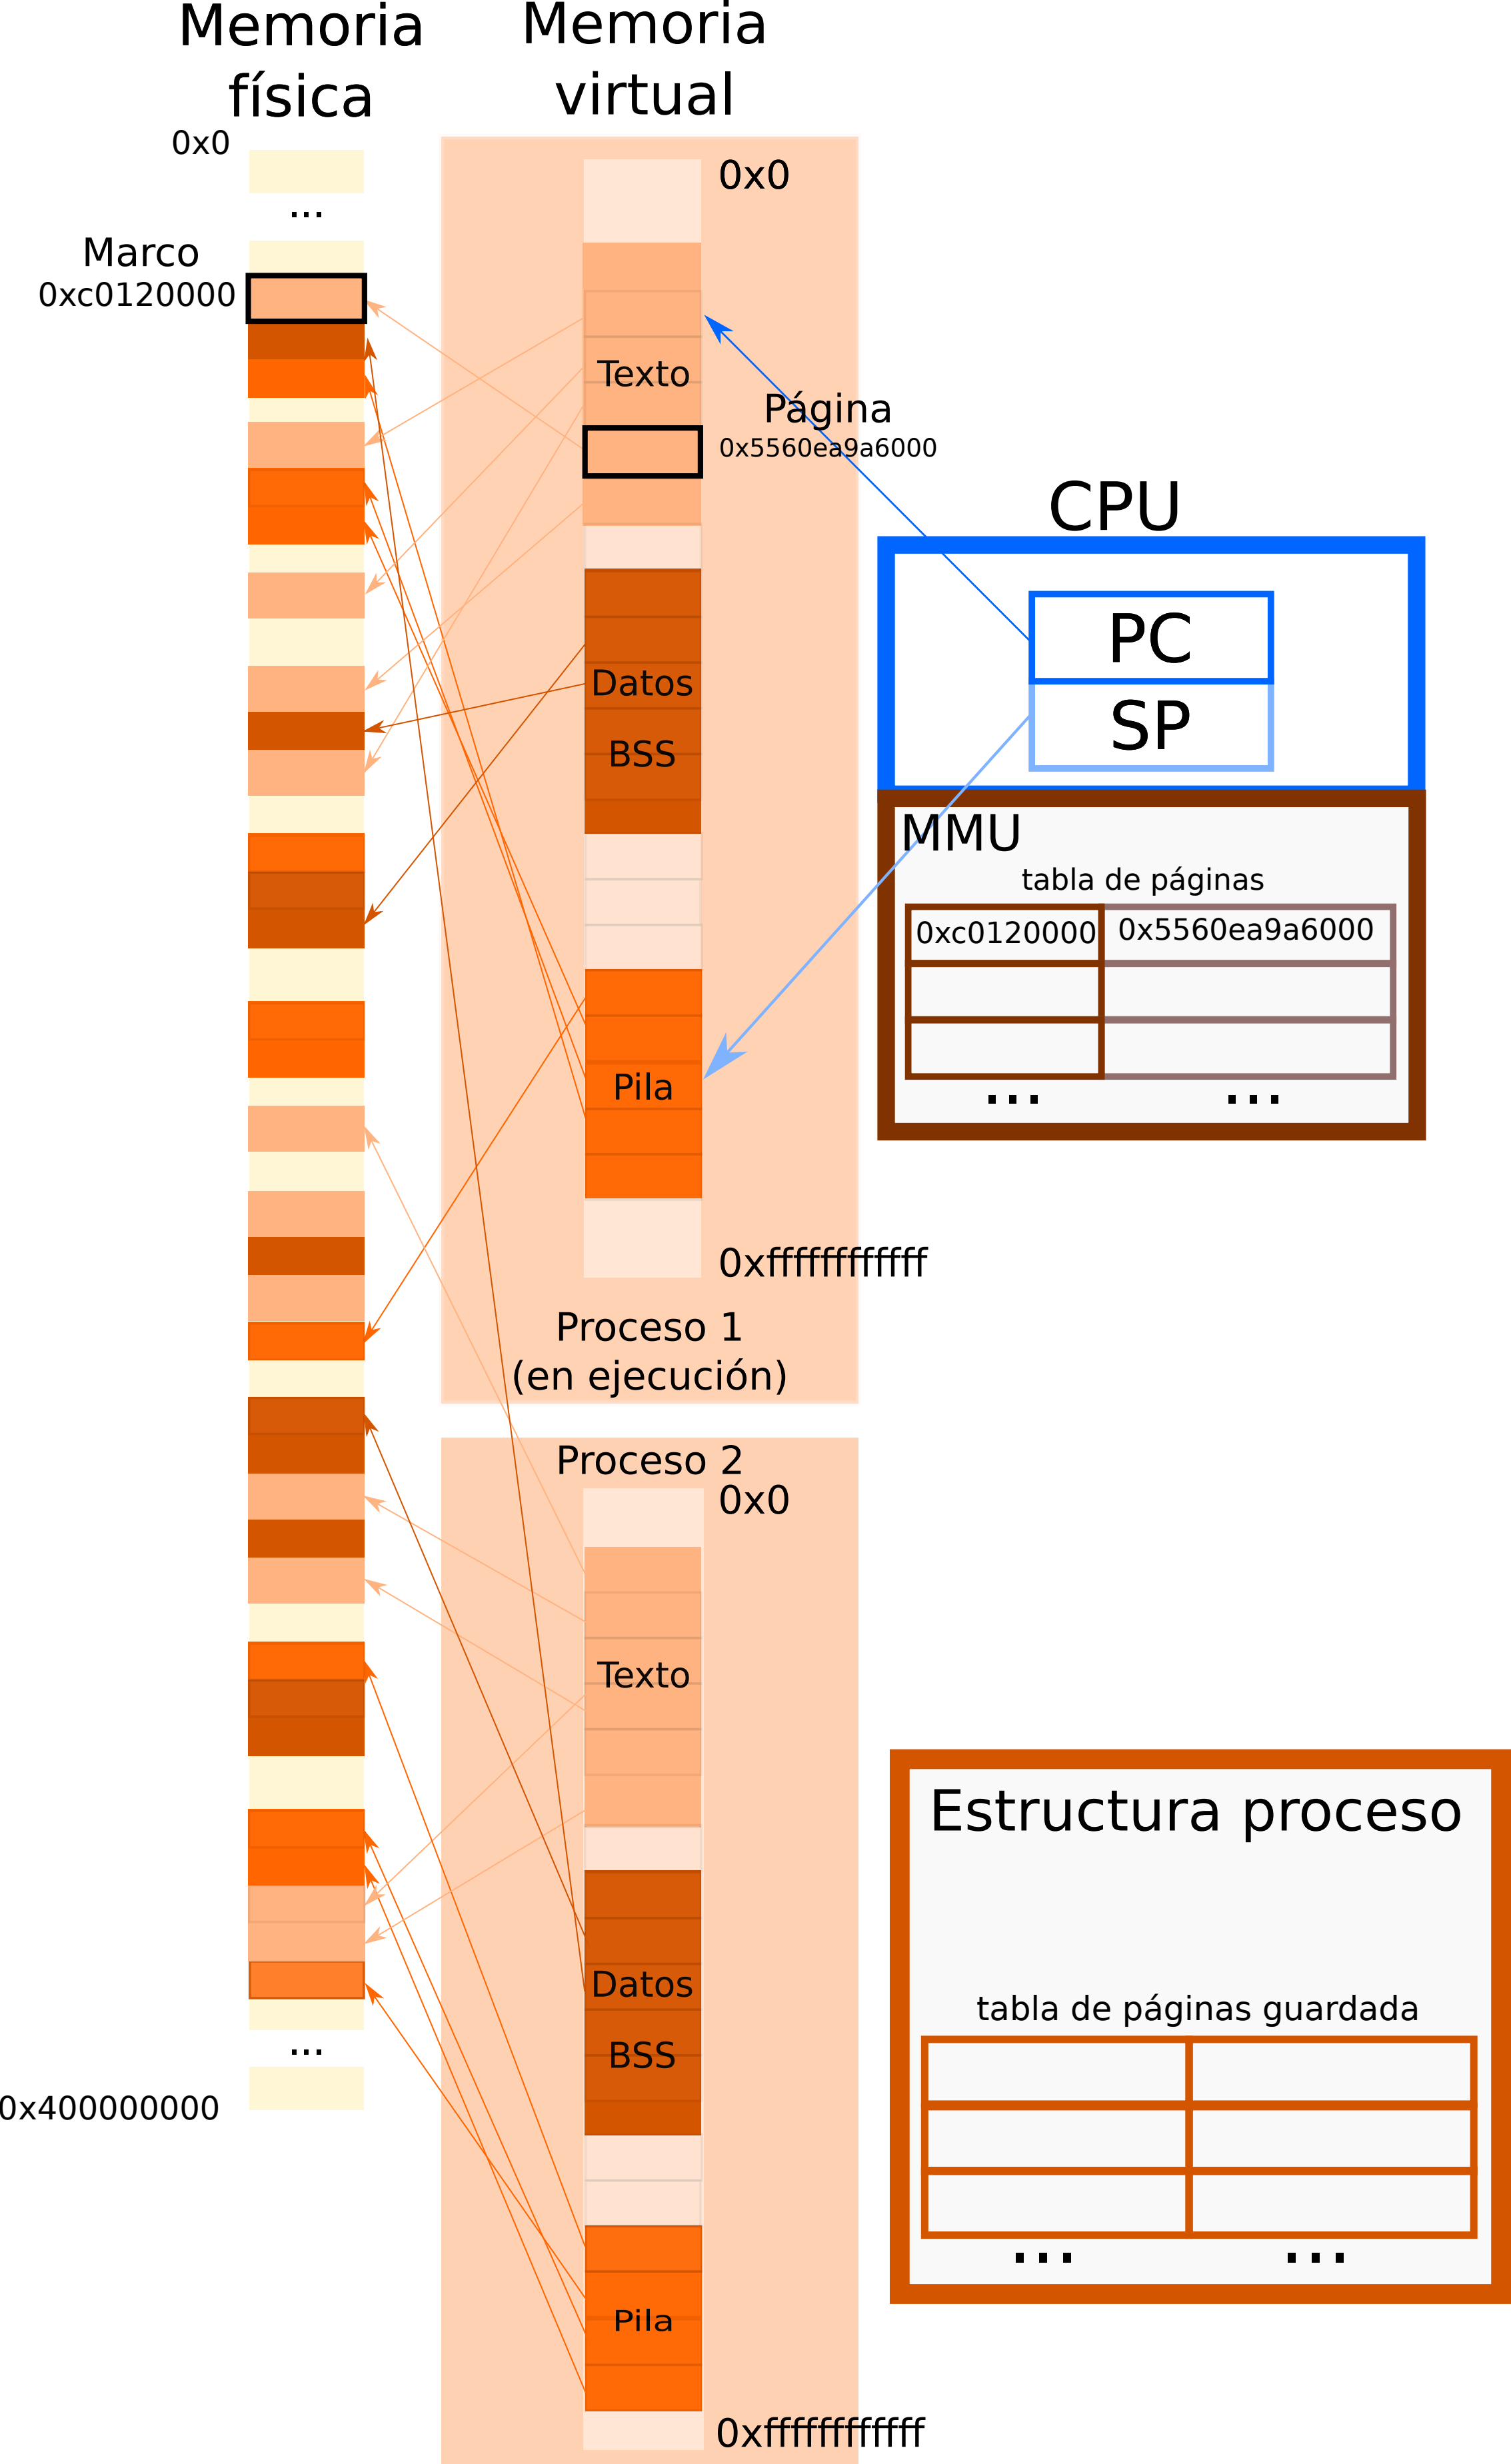 Memoria
física
Memoria
virtual
0x0
...
Marco
0xc0120000
0x0
Texto
Página
0x5560ea9a6000
Datos
BSS
Pila
0xffffffffffff
Proceso 1
(en ejecución)
CPU
PC
SP
MMU
tabla de páginas
0xc0120000 0x5560ea9a6000
... ...
Proceso 2
0x0
Texto
Datos
BSS
Pila
0xffffffffffff
...
0x400000000
Estructura proceso
tabla de páginas guardada
... ...